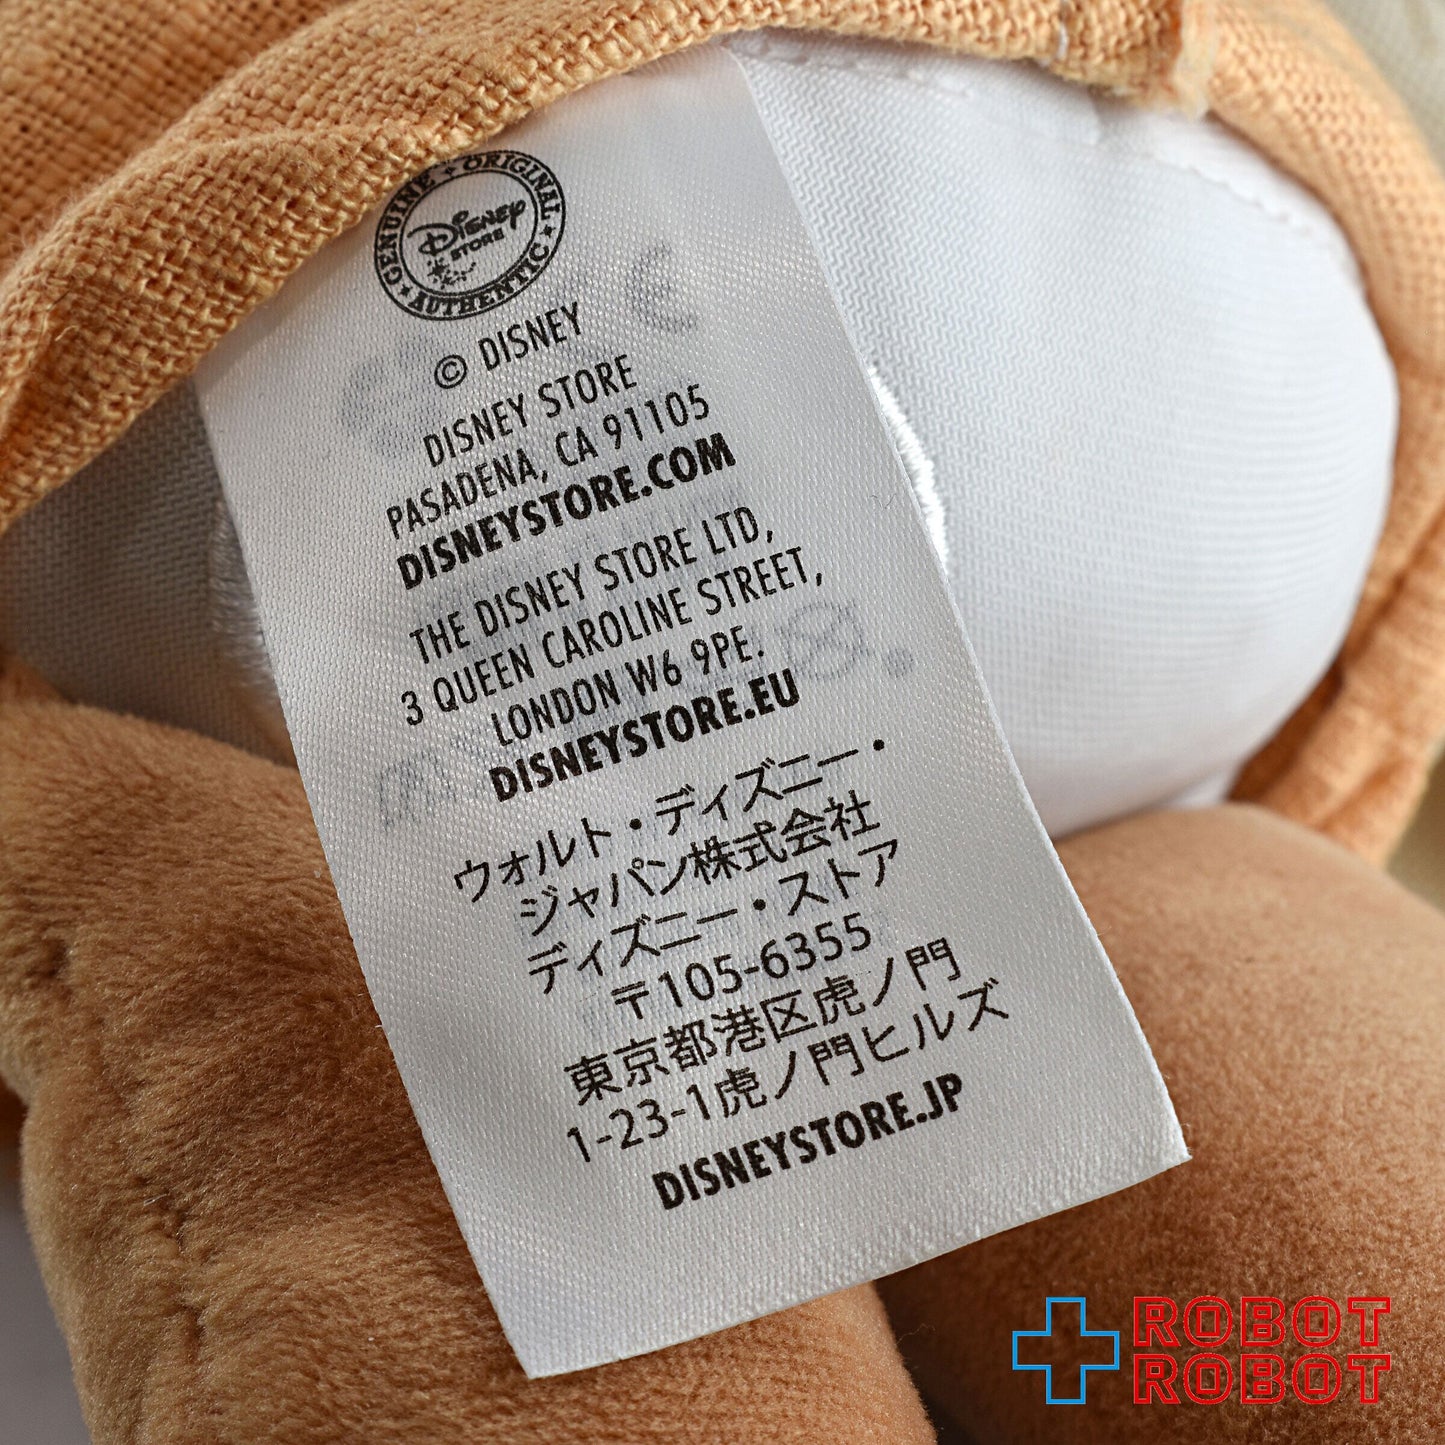 GENUINE ORIGINAL
DISNEY
STORE
AUTHENTIC
© DISNEY
DISNEY STORE
PASADENA, CA 91105
DISNEYSTORE.COM
THE DISNEY STORE LTD,
3 QUEEN CAROLINE STREET,
LONDON W6 9PE.
DISNEYSTORE.EU
ウォルト・ディズニー・
ジャパン株式会社
ディズニー・ストア
〒105-6355
東京都港区虎ノ門
1-23-1虎ノ門ヒルズ
DISNEYSTORE.JP
ROBOT
ROBOT